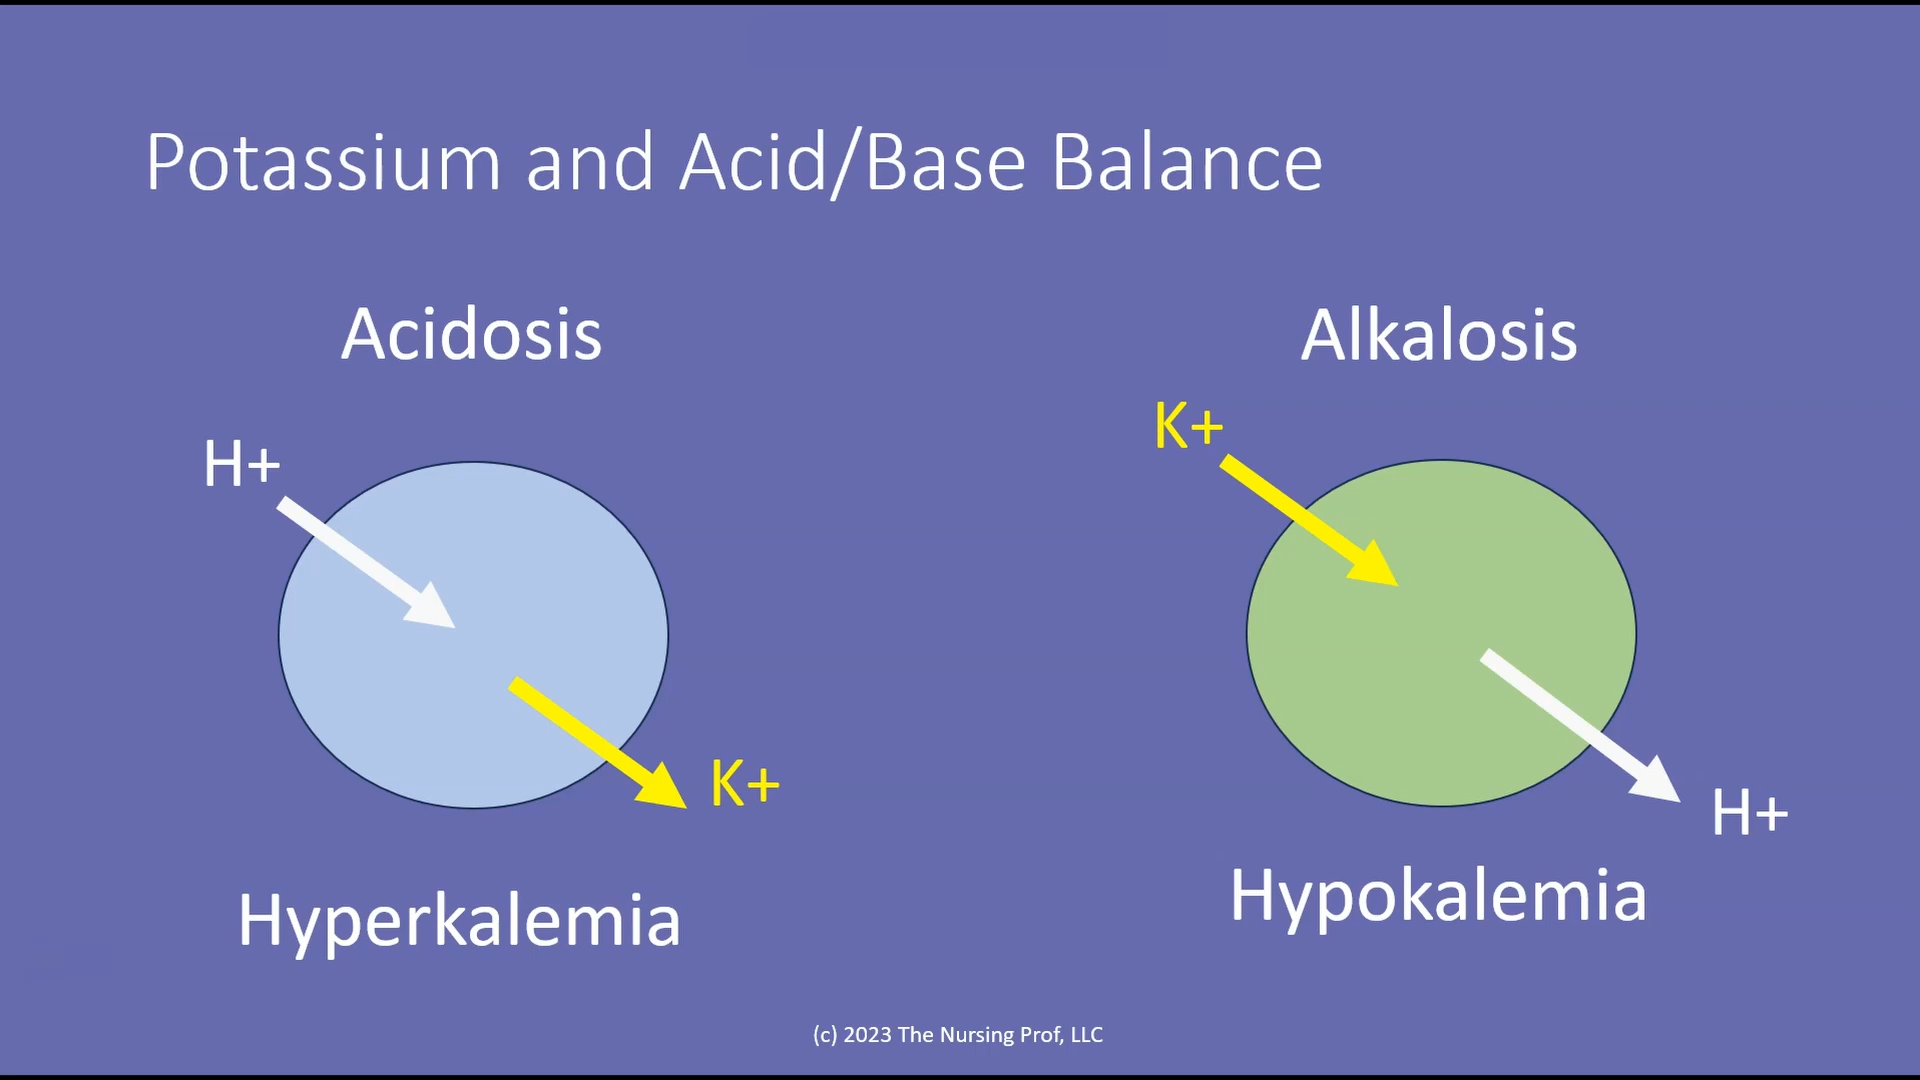 Potassium and Acid/Base Balance
Acidosis
H+
K+
Hyperkalemia
Alkalosis
K+
H+
Hypokalemia
(c) 2023 The Nursing Prof, LLC